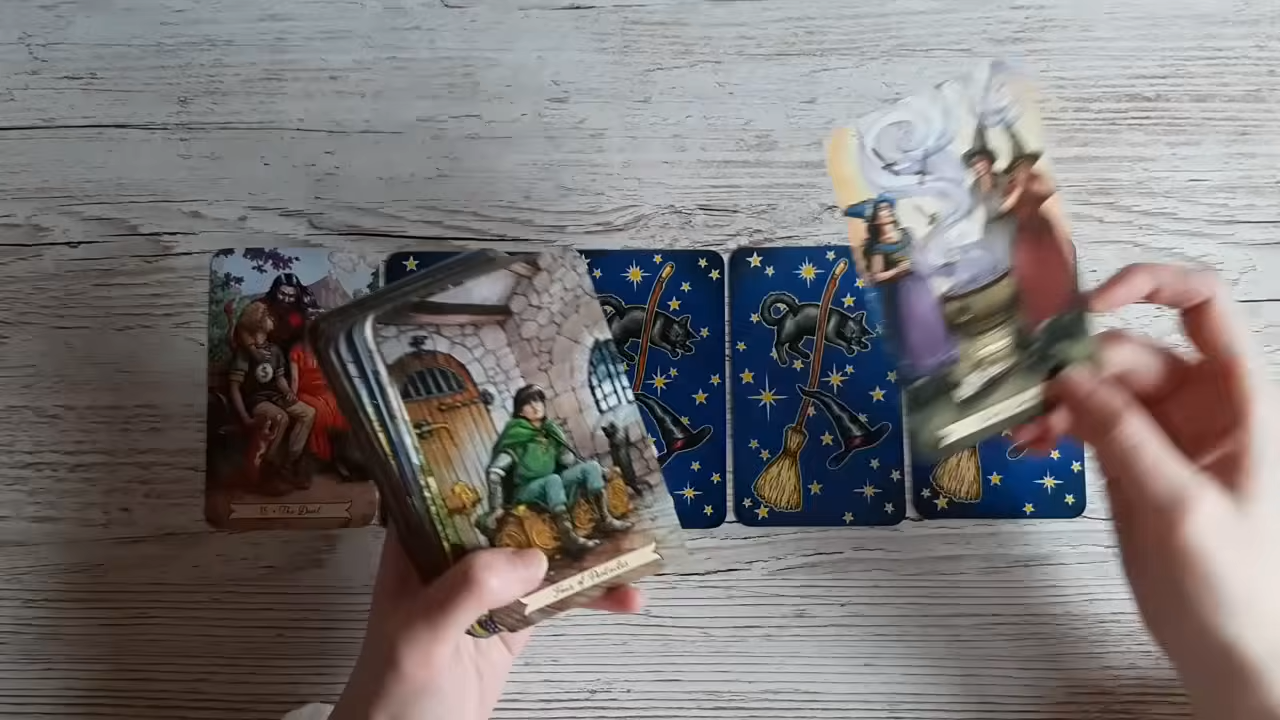 15 • The Devil
Four of Pentacles
$